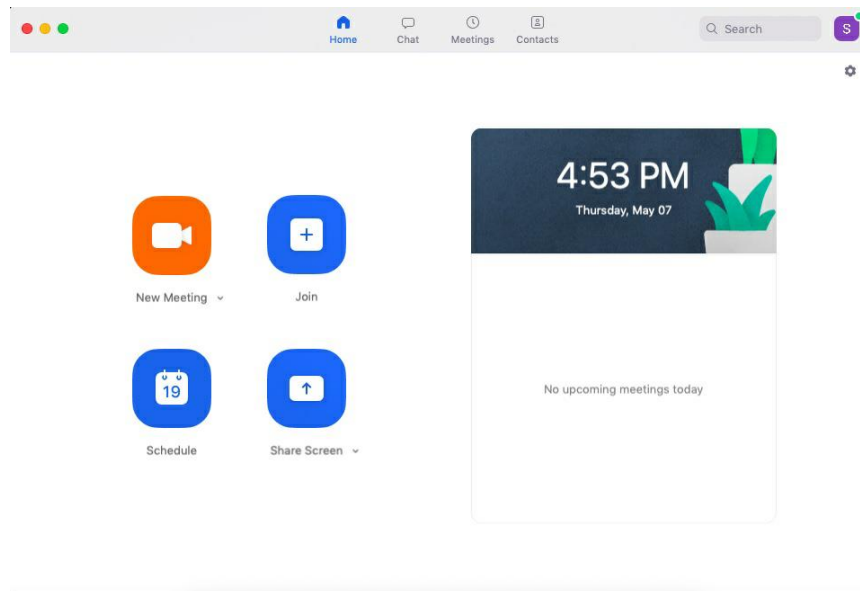 Home
Chat
Meetings
Contacts
Search
S
4:53 PM
Thursday, May 07
New Meeting
Join
19
Schedule
Share Screen
No upcoming meetings today